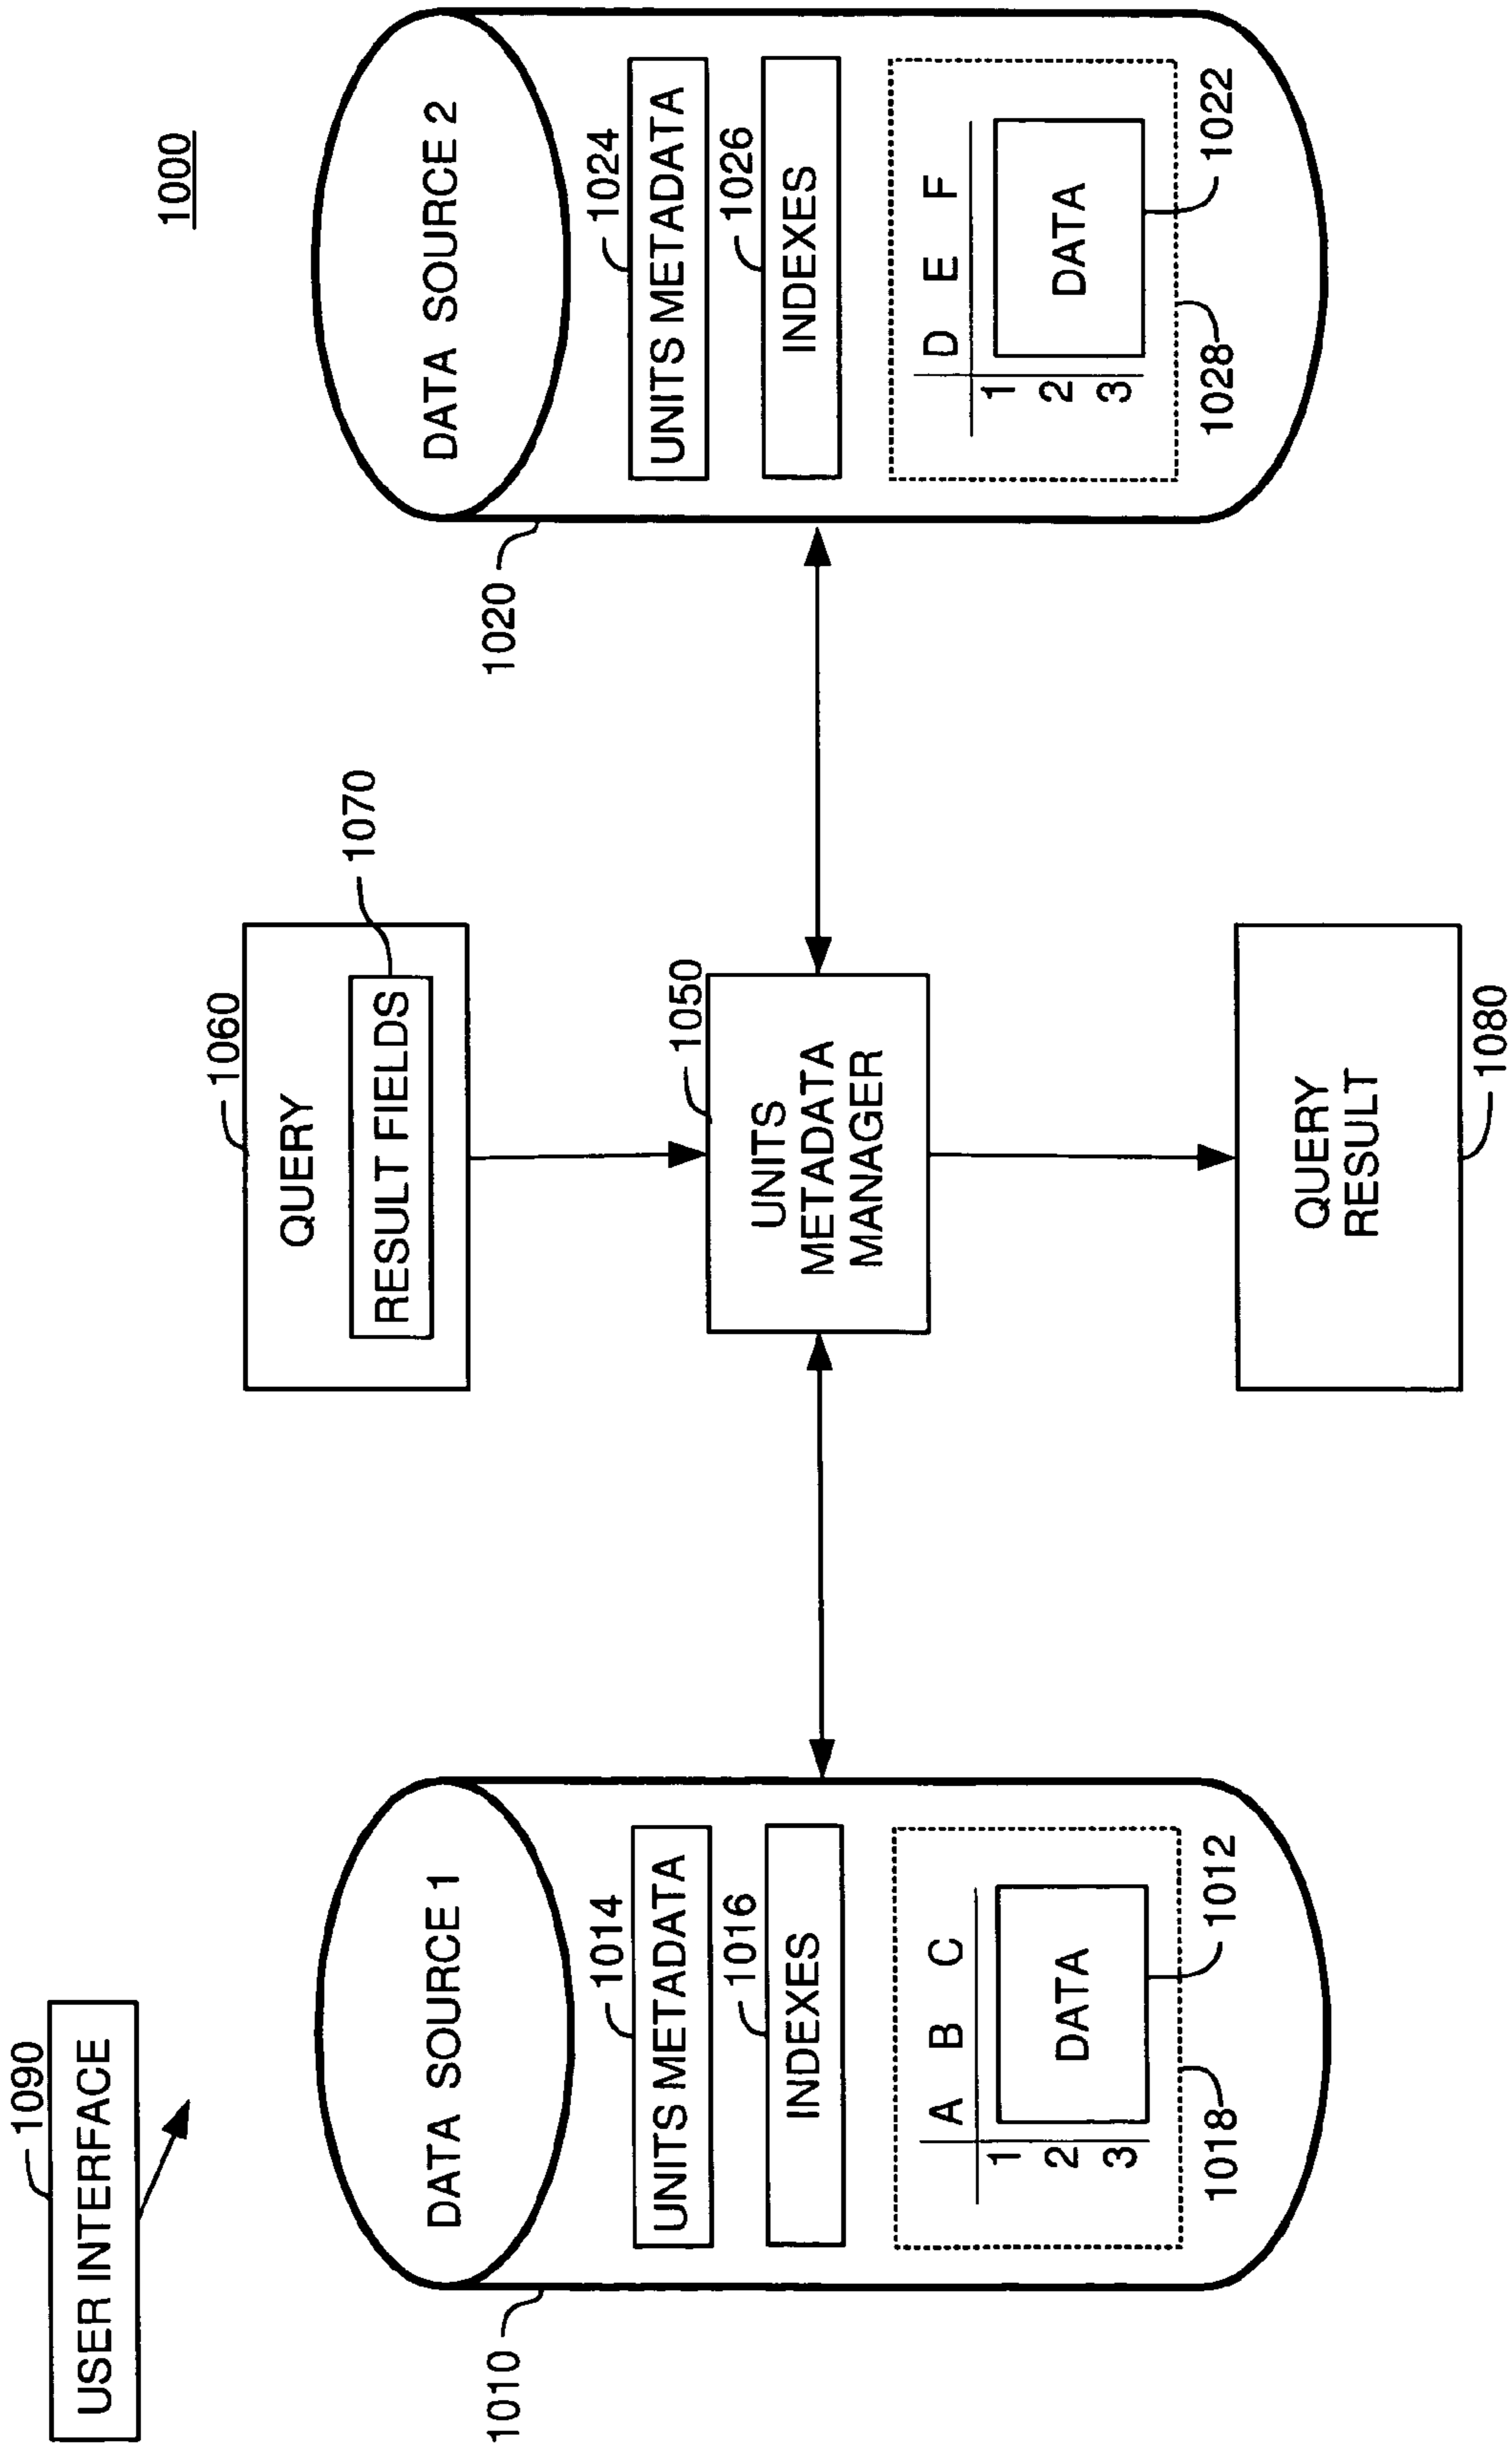 1000
1090
USER INTERFACE
1060
QUERY
1070
RESULT FIELDS
1010
DATA SOURCE 1
1014
UNITS METADATA
1016
INDEXES
A B C
1
2
3
DATA
1012
1018
1050
UNITS
METADATA
MANAGER
1020
DATA SOURCE 2
1024
UNITS METADATA
1026
INDEXES
D E F
1
2
3
DATA
1022
1028
QUERY
RESULT
1080